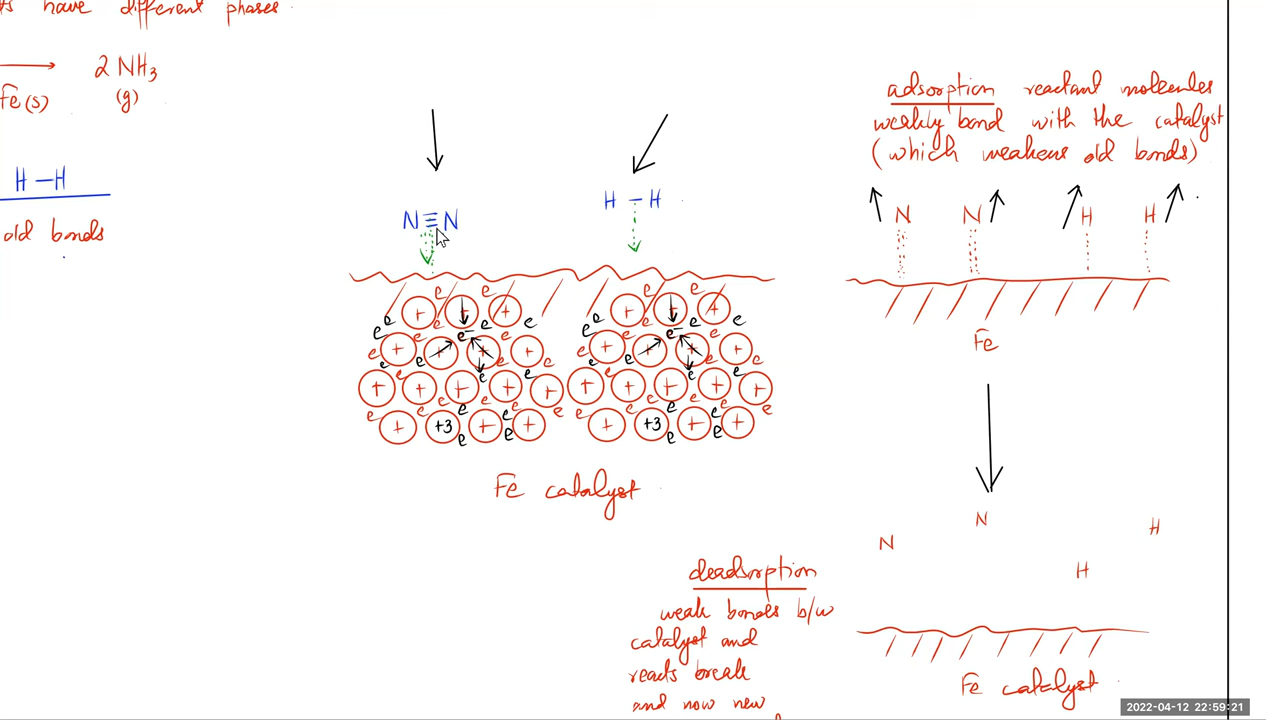 ts have different phases
2 NH3
Fe(s)
(g)
H – H
old bonds
N ≡ N
H – H
Fe catalyst
adsorption reactant molecules
weakly bond with the catalyst
(which weakens old bonds)
N N H H
Fe
N N H H
Fe catalyst
deadsorption
weak bonds b/w
catalyst and
reacts break
and now new
+ + +
e e e e e e e e-
+ + + +
+ + + +
+ +3 + +
+ + +
+ + + +
+ + + +
+ +3 + +
2022-04-12 22:59:21